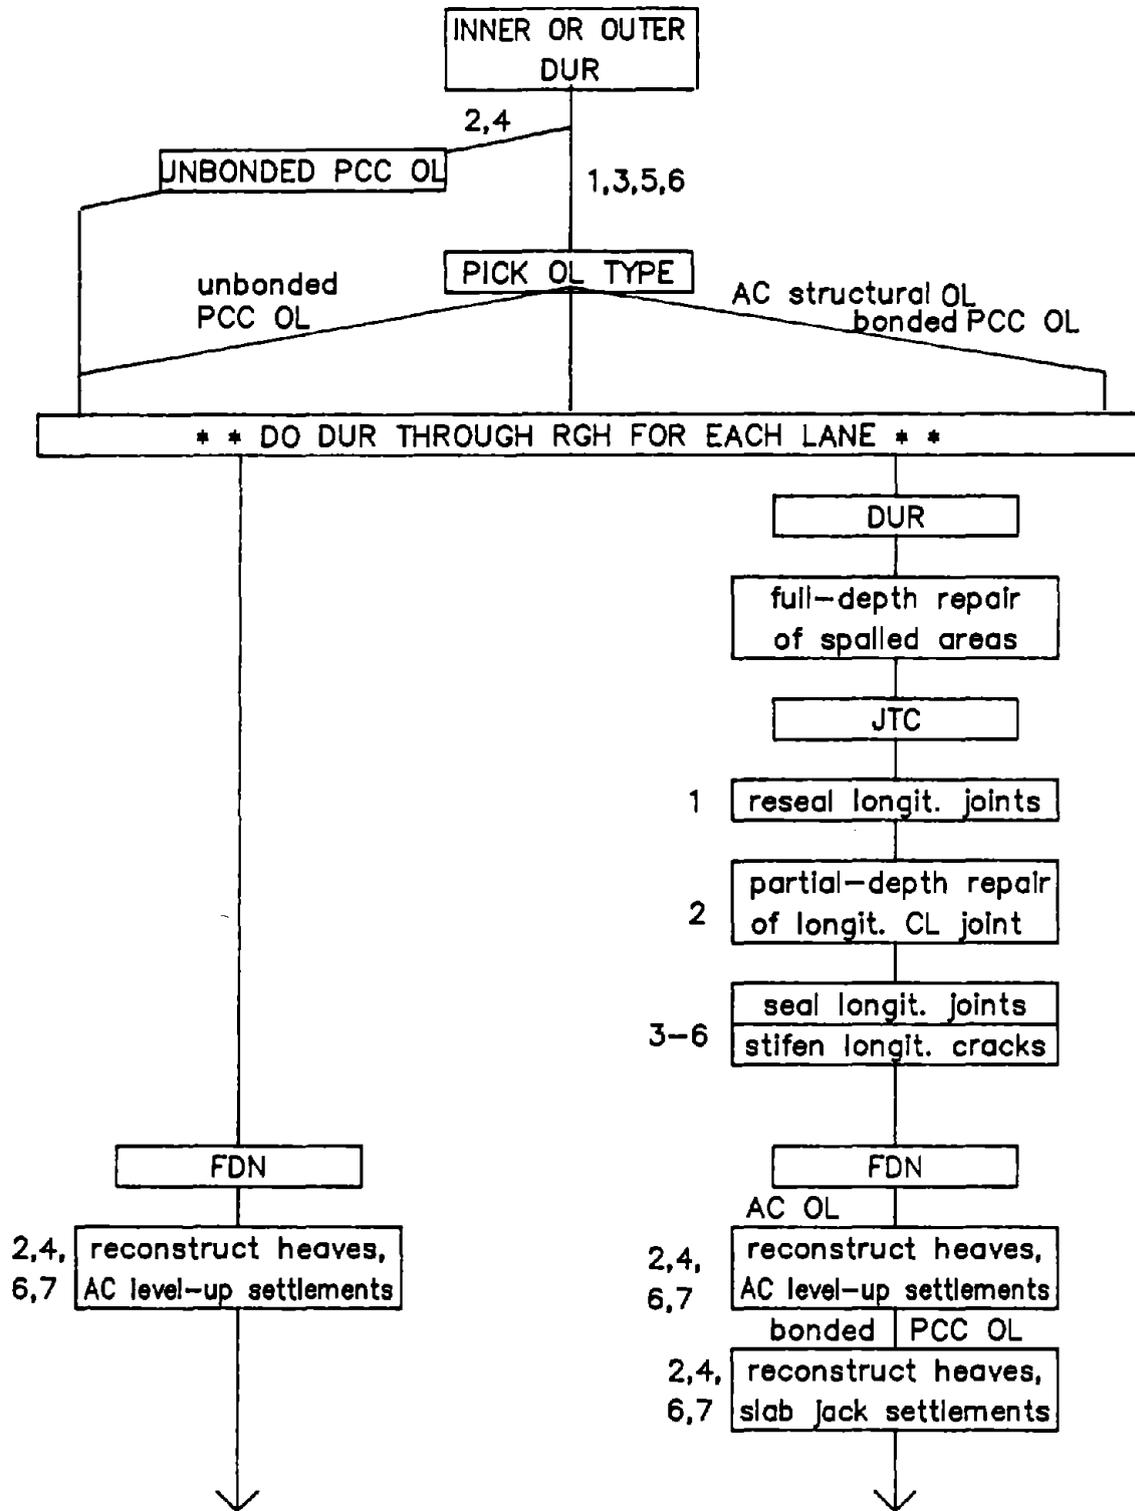 INNER OR OUTER
DUR
2,4
UNBONDED PCC OL
1,3,5,6
PICK OL TYPE
unbonded
PCC OL
AC structural OL
bonded PCC OL
* * DO DUR THROUGH RGH FOR EACH LANE * *
DUR
full-depth repair
of spalled areas
JTC
1
reseal longit. joints
2
partial-depth repair
of longit. CL joint
3-6
seal longit. joints
stifen longit. cracks
FDN
2,4,
6,7
reconstruct heaves,
AC level-up settlements
FDN
AC OL
2,4,
6,7
reconstruct heaves,
AC level-up settlements
bonded PCC OL
2,4,
6,7
reconstruct heaves,
slab jack settlements